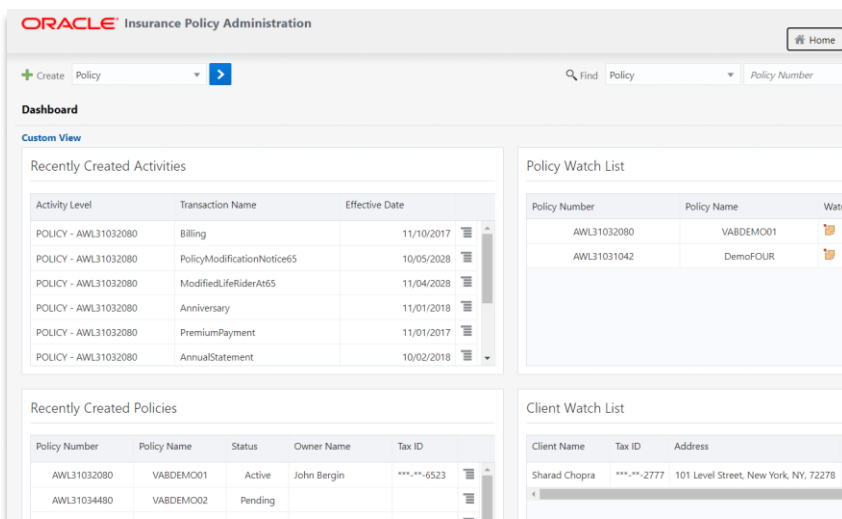 ORACLE® Insurance Policy Administration
Home
Create Policy
Find Policy Policy Number
Dashboard
Custom View
Recently Created Activities
Activity Level Transaction Name Effective Date
POLICY - AWL31032080 Billing 11/10/2017
POLICY - AWL31032080 PolicyModificationNotice65 10/05/2028
POLICY - AWL31032080 ModifiedLifeRiderAt65 11/04/2028
POLICY - AWL31032080 Anniversary 11/01/2018
POLICY - AWL31032080 PremiumPayment 11/01/2017
POLICY - AWL31032080 AnnualStatement 10/02/2018
Policy Watch List
Policy Number Policy Name
AWL31032080 VABDEMO01
AWL31031042 DemoFOUR
Recently Created Policies
Policy Number Policy Name Status Owner Name Tax ID
AWL31032080 VABDEMO01 Active John Bergin ***-**-6523
AWL31034480 VABDEMO02 Pending
Client Watch List
Client Name Tax ID Address
Sharad Chopra ***-**-2777 101 Level Street, New York, NY, 72278